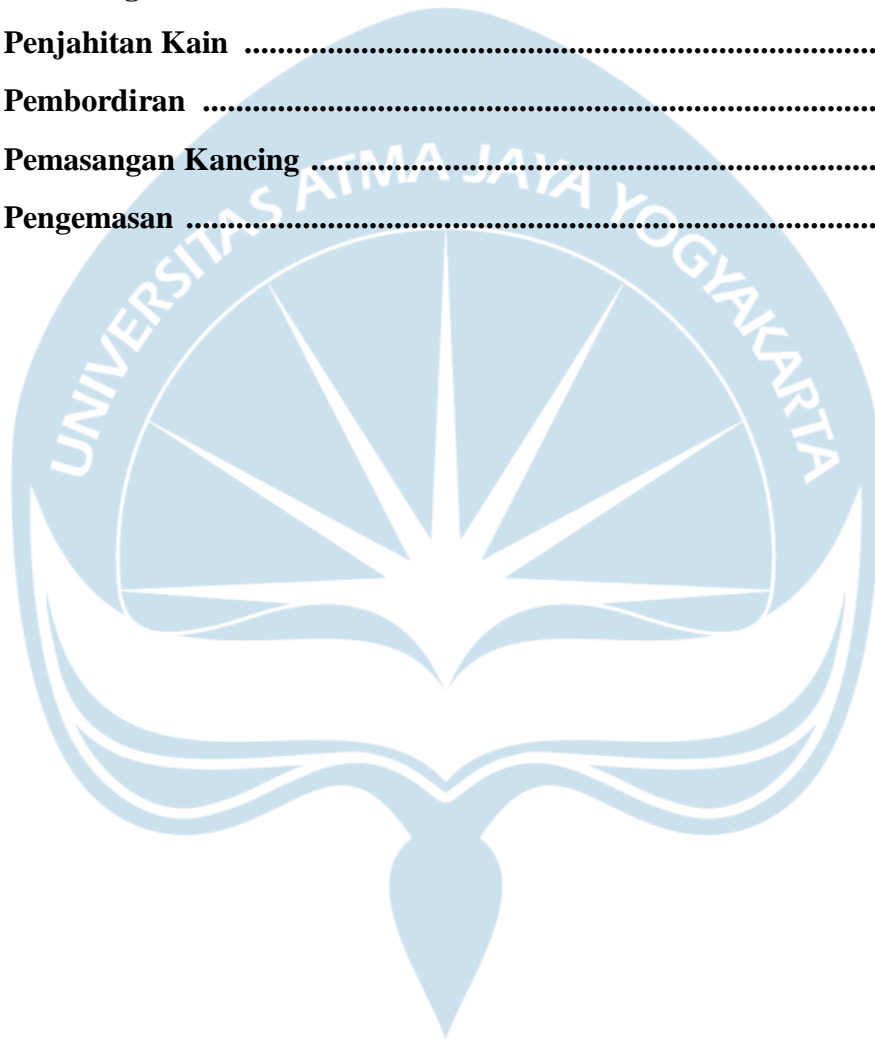 Penjahitan Kain ............................................................................
Pembordiran .................................................................................
Pemasangan Kancing ....................................................................
Pengemasan ...................................................................................
UNIVERSITAS ATMA JAYA YOGYAKARTA